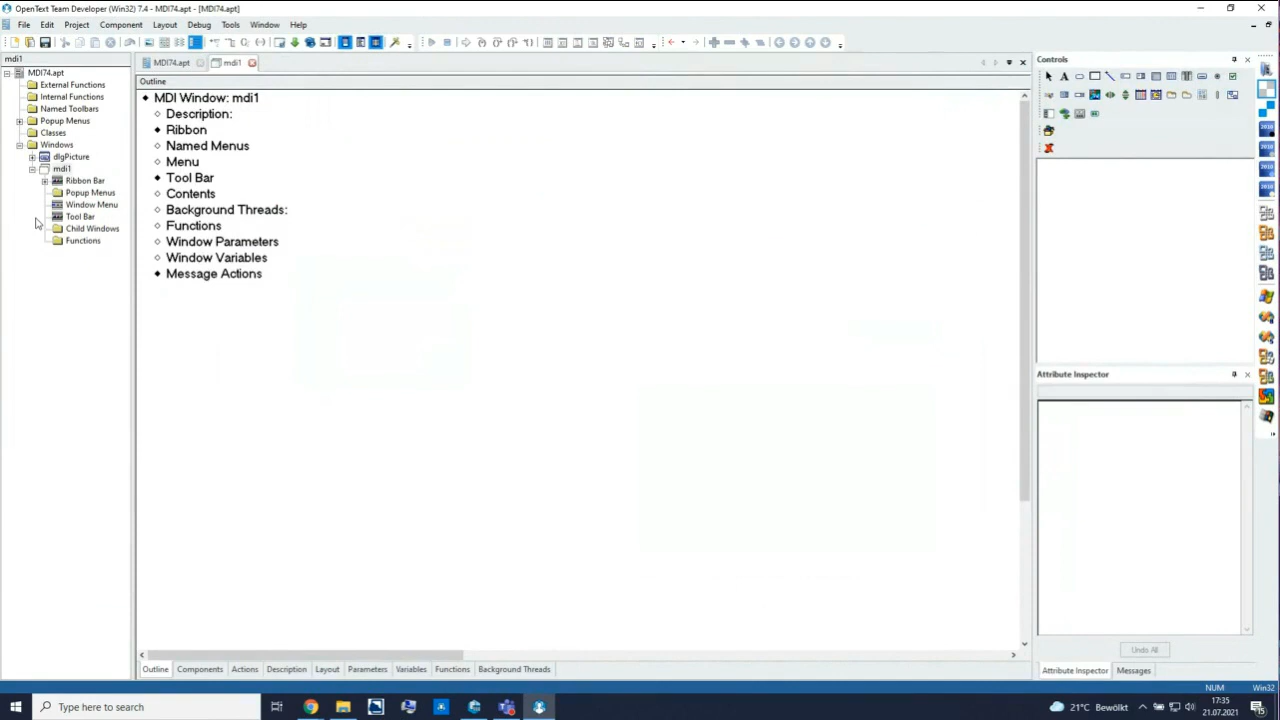 OpenText Team Developer (Win32) 7.4 - MDI74.apt - [MDI74.apt]
File Edit Project Component Layout Debug Tools Window Help
mdi1
MDI74.apt
External Functions
Internal Functions
Named Toolbars
Popup Menus
Classes
Windows
dlgPicture
mdi1
Ribbon Bar
Popup Menus
Window Menu
Tool Bar
Child Windows
Functions
MDI74.apt mdi1
Outline
MDI Window: mdi1
Description:
Ribbon
Named Menus
Menu
Tool Bar
Contents
Background Threads:
Functions
Window Parameters
Window Variables
Message Actions
Outline Components Actions Description Layout Parameters Variables Functions Background Threads
Controls
2010
2010
2010
Attribute Inspector
Undo All
Attribute Inspector Messages
NUM Win32
Type here to search
21°C Bewölkt
17:35
21.07.2021